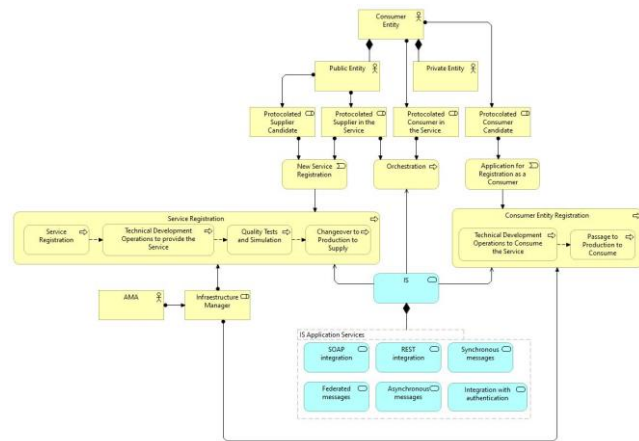 Consumer
Entity
Public Entity
Private Entity
Protocolated
Supplier
Candidate
Protocolated
Supplier in the
Service
Protocolated
Consumer in
the Service
Protocolated
Consumer
Candidate
New Service
Registration
Orchestration
Application for
Registration as a
Consumer
Service Registration
Service
Registration
Technical Development
Operations to provide the
Service
Quality Tests
and Simulation
Changeover to
Production to
Supply
Consumer Entity Registration
Technical Development
Operations to Consume
the Service
Passage to
Production to
Consume
IS
AMA
Infraestructure
Manager
IS Application Services
SOAP
integration
REST
integration
Synchronous
messages
Federated
messages
Asynchronous
messages
Integration with
authentication